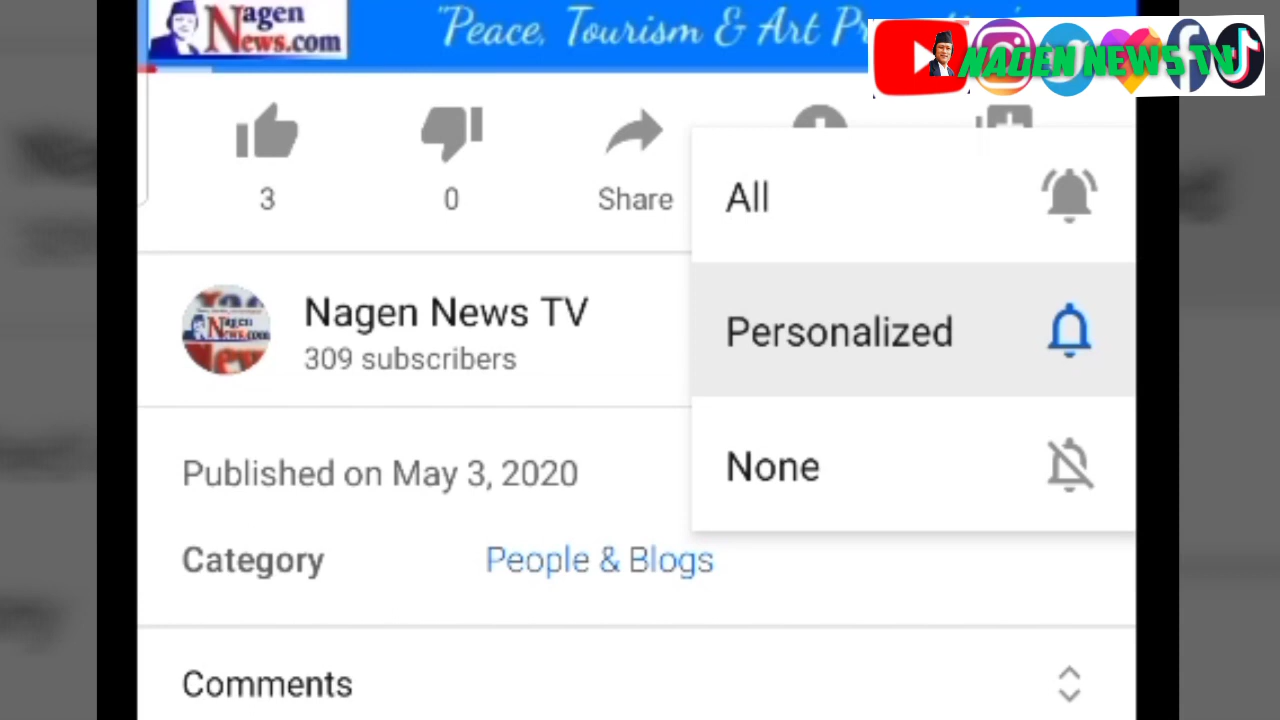 Nagen
News.com
"Peace, Tourism & Art
NAGEN NEWS TV
3
0
Share
All
Personalized
None
Nagen News TV
309 subscribers
Published on May 3, 2020
Category
People & Blogs
Comments